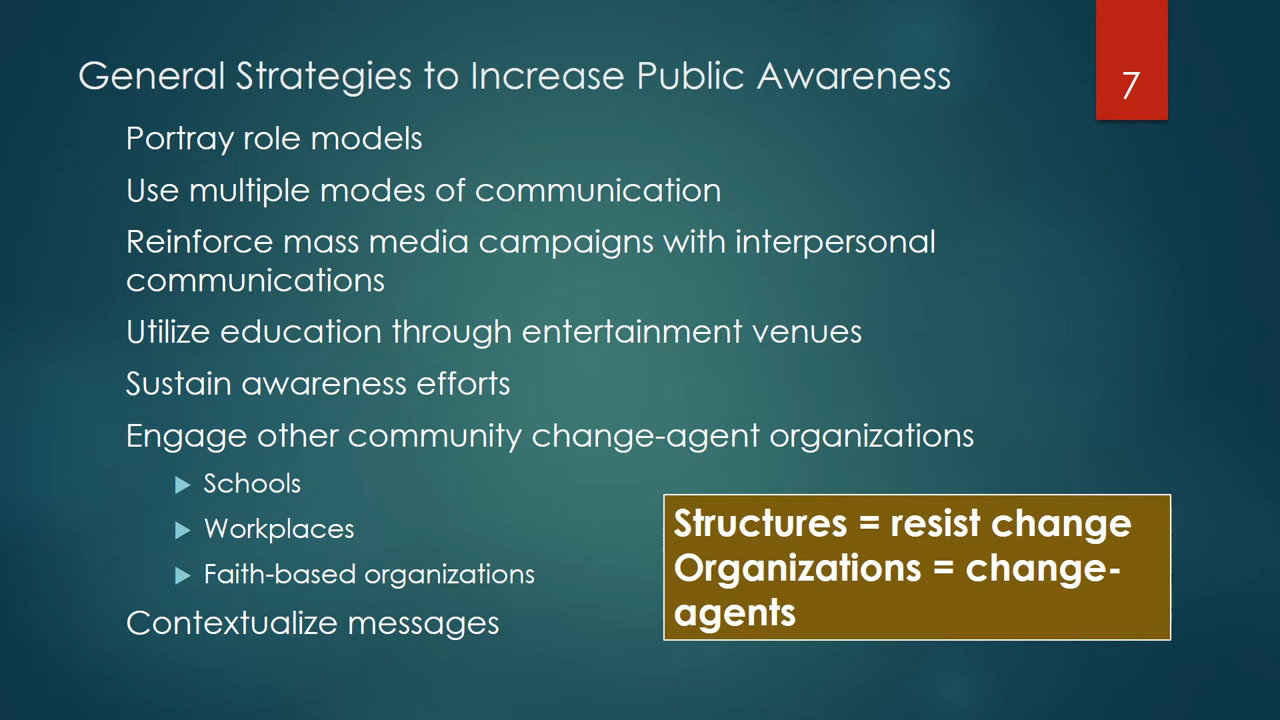 General Strategies to Increase Public Awareness
7
Portray role models
Use multiple modes of communication
Reinforce mass media campaigns with interpersonal
communications
Utilize education through entertainment venues
Sustain awareness efforts
Engage other community change-agent organizations
Schools
Workplaces
Faith-based organizations
Contextualize messages
Structures = resist change
Organizations = change-
agents